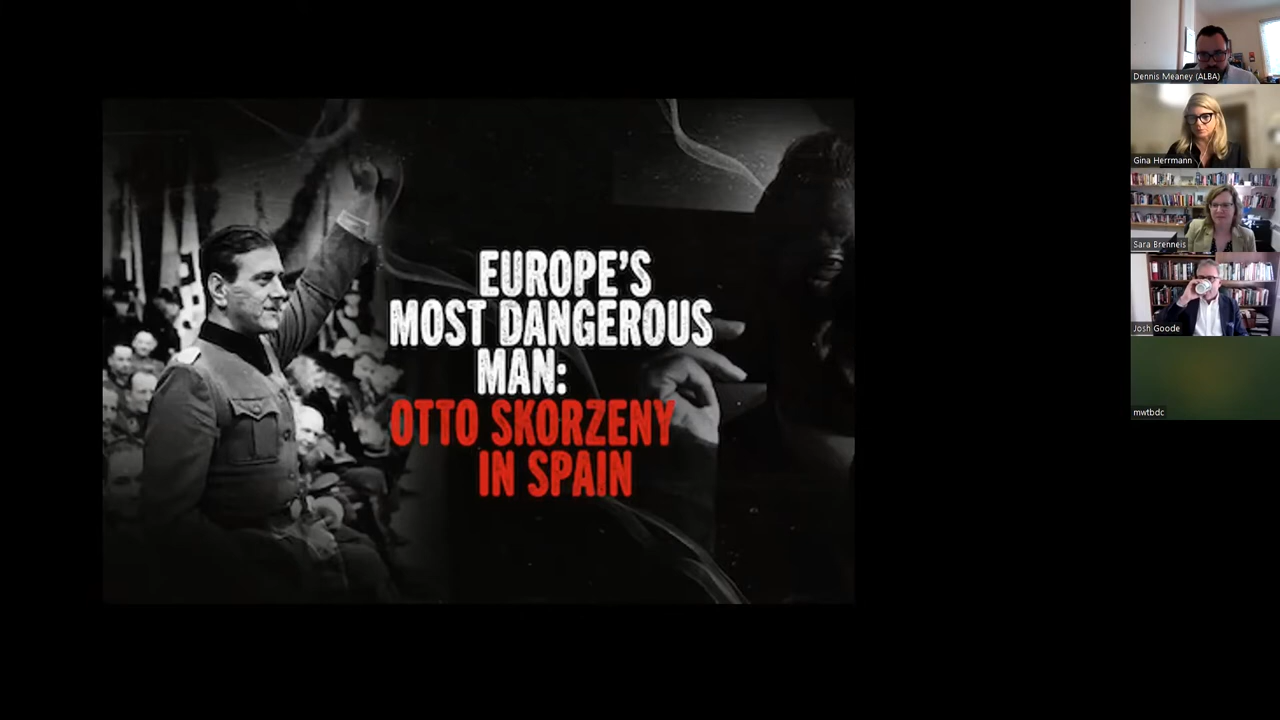 EUROPE'S
MOST DANGEROUS
MAN:
OTTO SKORZENY
IN SPAIN
Dennis Meaney (ALBA)
Gina Herrmann
Sara Brenneis
Josh Goode
mwtbdc